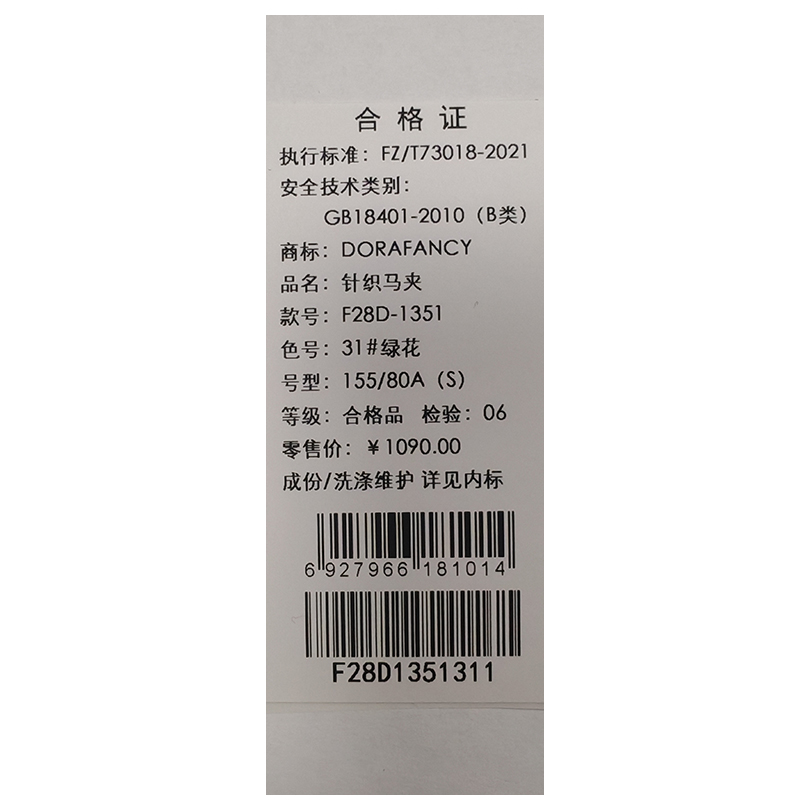 合格证
执行标准：FZ/T73018-2021
安全技术类别：
GB18401-2010（B类）
商标：DORAFANCY
品名：针织马夹
款号：F28D-1351
色号：31#绿花
号型：155/80A（S）
等级：合格品 检验：06
零售价：￥1090.00
成份/洗涤维护 详见内标
6 927966 181014
F28D1351311